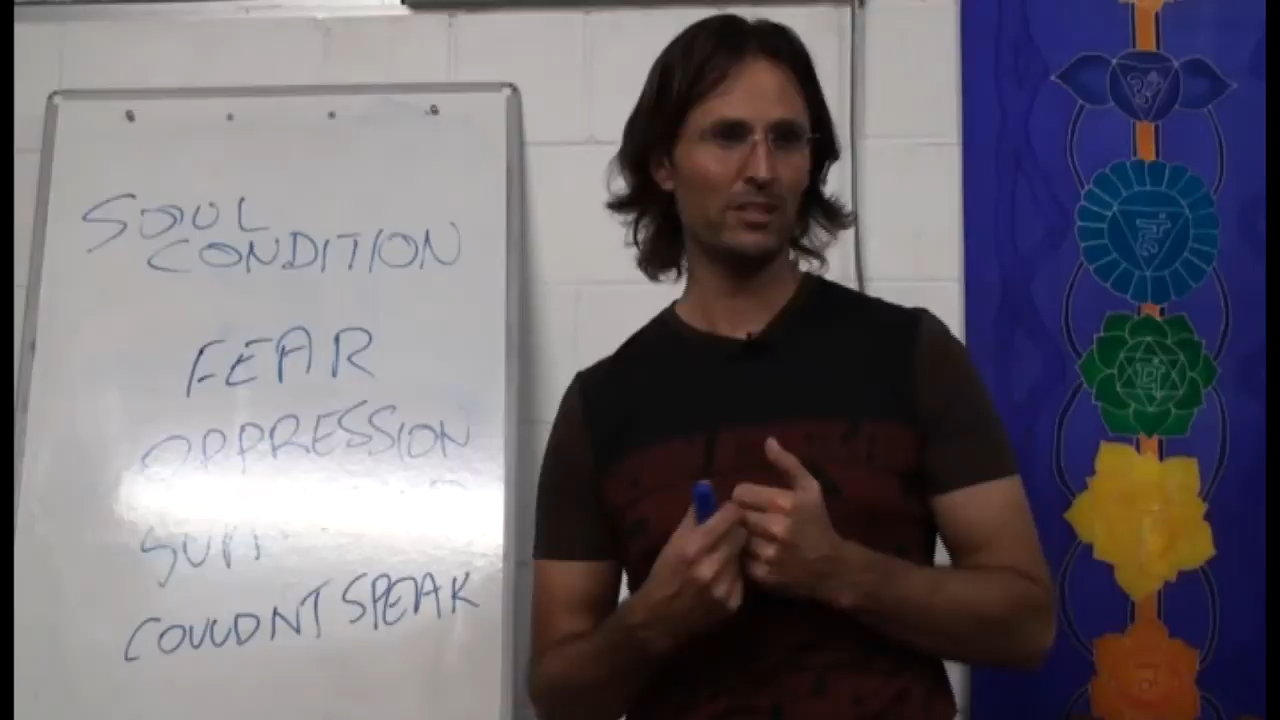 SOUL
CONDITION
FEAR
OPPRESSION
COULDNT SPEAK
ॐ
हं
यं